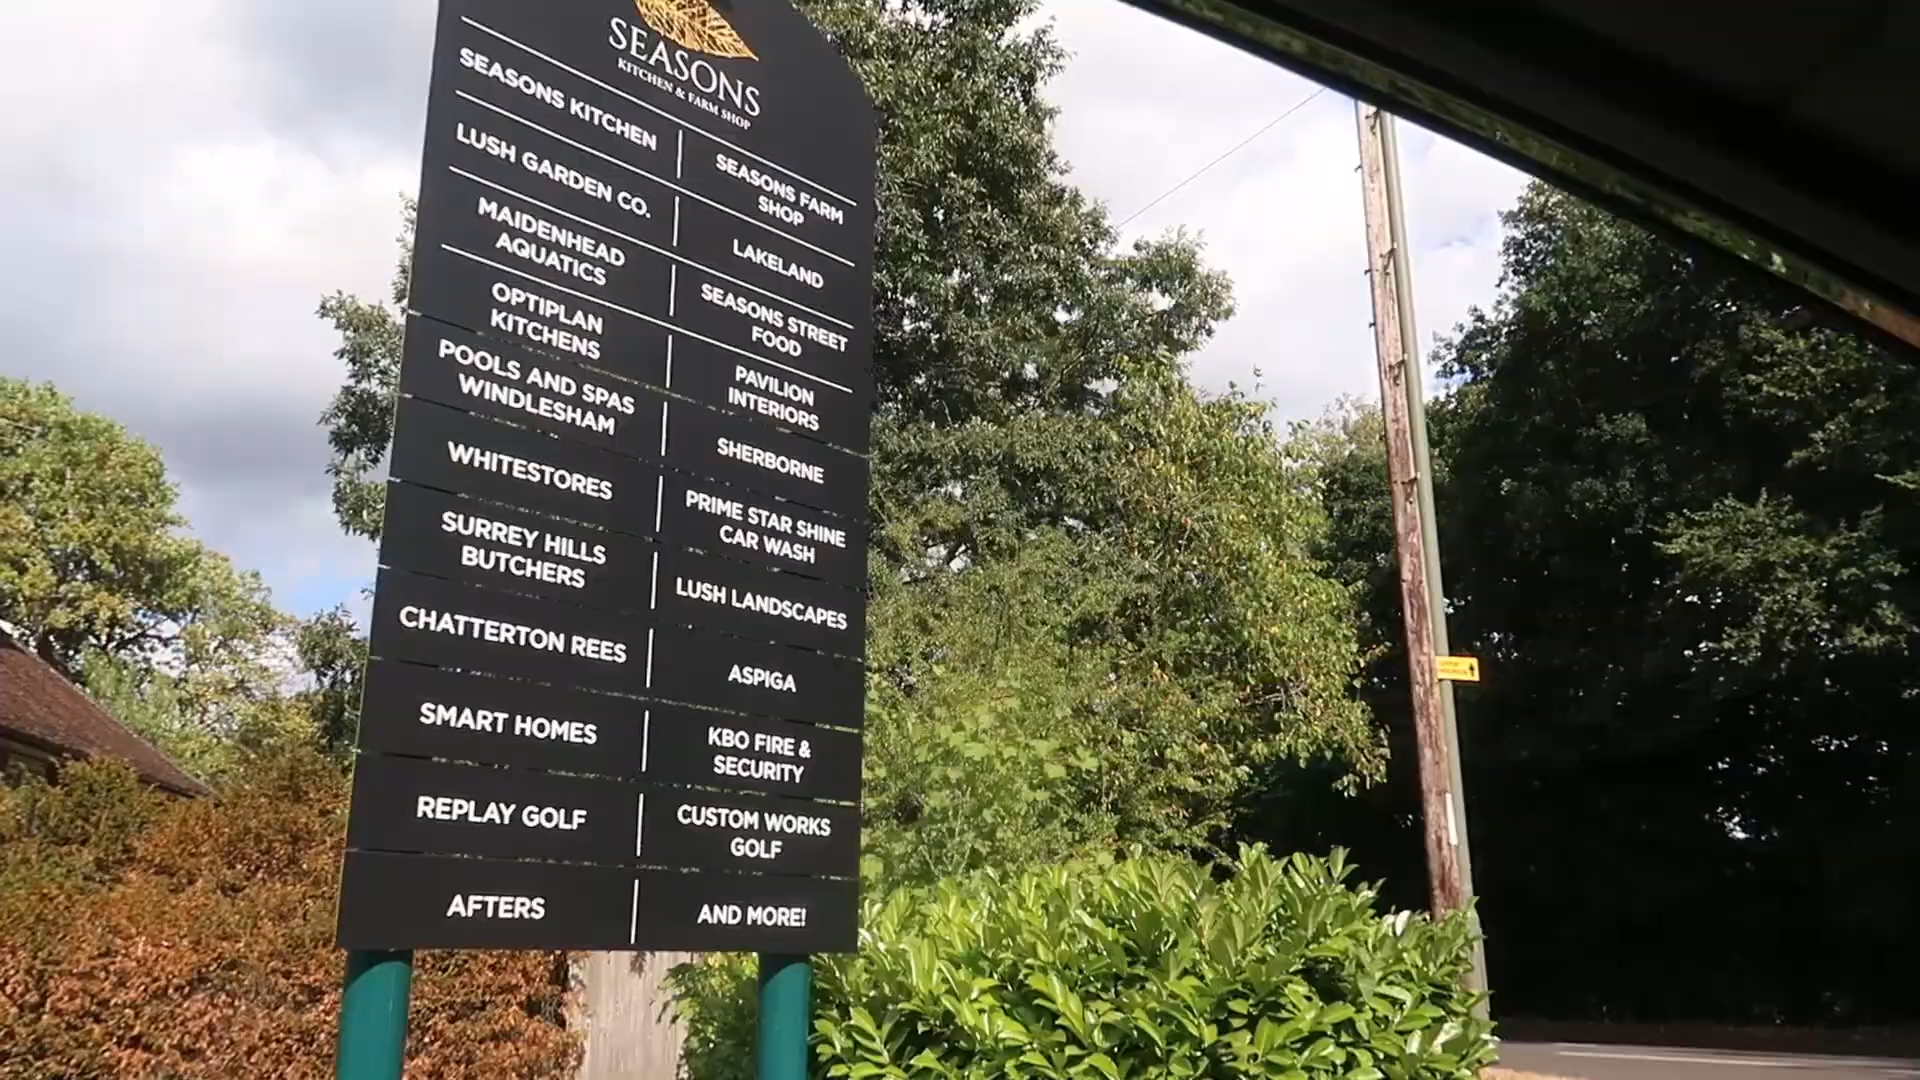 SEASONS
KITCHEN & FARM SHOP
SEASONS KITCHEN
SEASONS FARM
SHOP
LUSH GARDEN CO.
LAKELAND
MAIDENHEAD
AQUATICS
SEASONS STREET
FOOD
OPTIPLAN
KITCHENS
PAVILION
INTERIORS
POOLS AND SPAS
WINDLESHAM
SHERBORNE
WHITESTORES
PRIME STAR SHINE
CAR WASH
SURREY HILLS
BUTCHERS
LUSH LANDSCAPES
CHATTERTON REES
ASPIGA
SMART HOMES
KBO FIRE &
SECURITY
REPLAY GOLF
CUSTOM WORKS
GOLF
AFTERS
AND MORE!